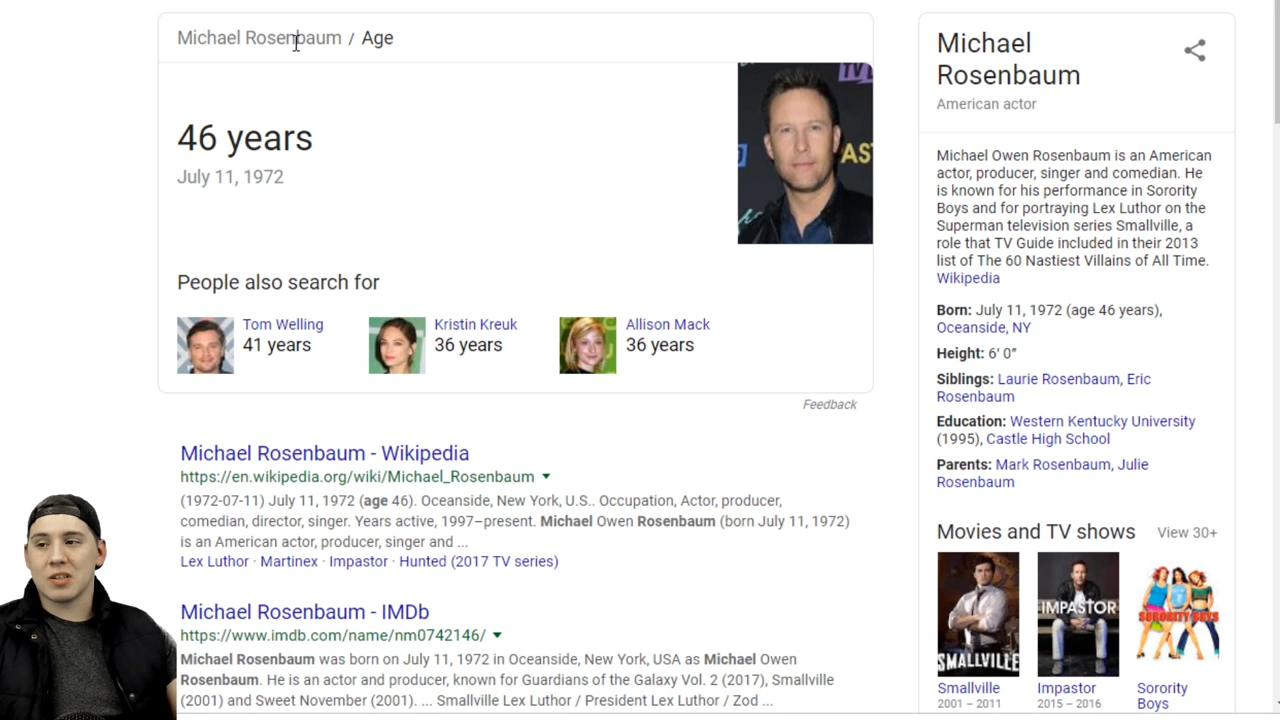 Michael Rosenbaum / Age
46 years
July 11, 1972
People also search for
Tom Welling
41 years
Kristin Kreuk
36 years
Allison Mack
36 years
Feedback
Michael Rosenbaum - Wikipedia
https://en.wikipedia.org/wiki/Michael_Rosenbaum
(1972-07-11) July 11, 1972 (age 46). Oceanside, New York, U.S.. Occupation, Actor, producer,
comedian, director, singer. Years active, 1997–present. Michael Owen Rosenbaum (born July 11, 1972)
is an American actor, producer, singer and ...
Lex Luthor · Martinex · Impastor · Hunted (2017 TV series)
Michael Rosenbaum - IMDb
https://www.imdb.com/name/nm0742146/
Michael Rosenbaum was born on July 11, 1972 in Oceanside, New York, USA as Michael Owen
Rosenbaum. He is an actor and producer, known for Guardians of the Galaxy Vol. 2 (2017), Smallville
(2001) and Sweet November (2001). ... Smallville Lex Luthor / President Lex Luthor / Zod ...
Michael
Rosenbaum
American actor
Michael Owen Rosenbaum is an American
actor, producer, singer and comedian. He
is known for his performance in Sorority
Boys and for portraying Lex Luthor on the
Superman television series Smallville, a
role that TV Guide included in their 2013
list of The 60 Nastiest Villains of All Time.
Wikipedia
Born: July 11, 1972 (age 46 years),
Oceanside, NY
Height: 6′ 0″
Siblings: Laurie Rosenbaum, Eric
Rosenbaum
Education: Western Kentucky University
(1995), Castle High School
Parents: Mark Rosenbaum, Julie
Rosenbaum
Movies and TV shows
View 30+
SMALLVILLE
IMPASTOR
SORORITY BOYS
Smallville
2001 – 2011
Impastor
2015 – 2016
Sorority
Boys